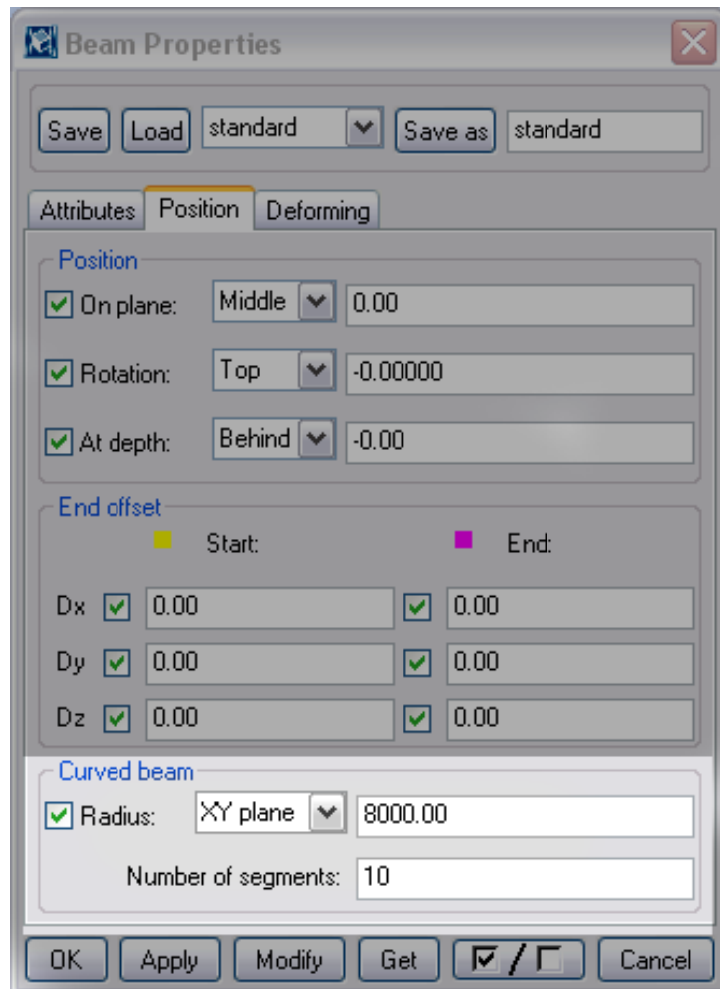 Beam Properties
Save Load standard Save as standard
Attributes Position Deforming
Position
On plane: Middle 0.00
Rotation: Top -0.00000
At depth: Behind -0.00
End offset
Start: End:
Dx 0.00 0.00
Dy 0.00 0.00
Dz 0.00 0.00
Curved beam
Radius: XY plane 8000.00
Number of segments: 10
OK Apply Modify Get / Cancel